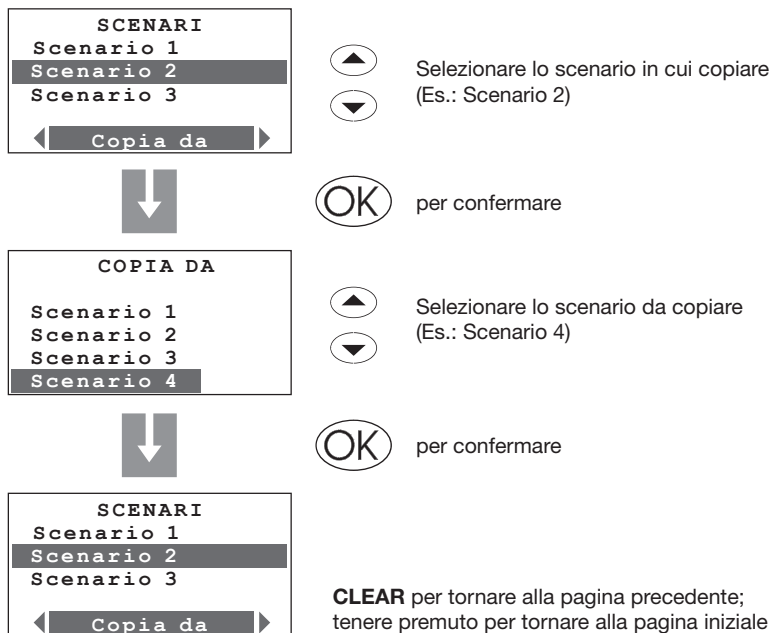 SCENARI
Scenario 1
Scenario 2
Scenario 3
Copia da
Selezionare lo scenario in cui copiare
(Es.: Scenario 2)
OK per confermare
COPIA DA
Scenario 1
Scenario 2
Scenario 3
Scenario 4
Selezionare lo scenario da copiare
(Es.: Scenario 4)
OK per confermare
SCENARI
Scenario 1
Scenario 2
Scenario 3
Copia da
CLEAR per tornare alla pagina precedente;
tenere premuto per tornare alla pagina iniziale